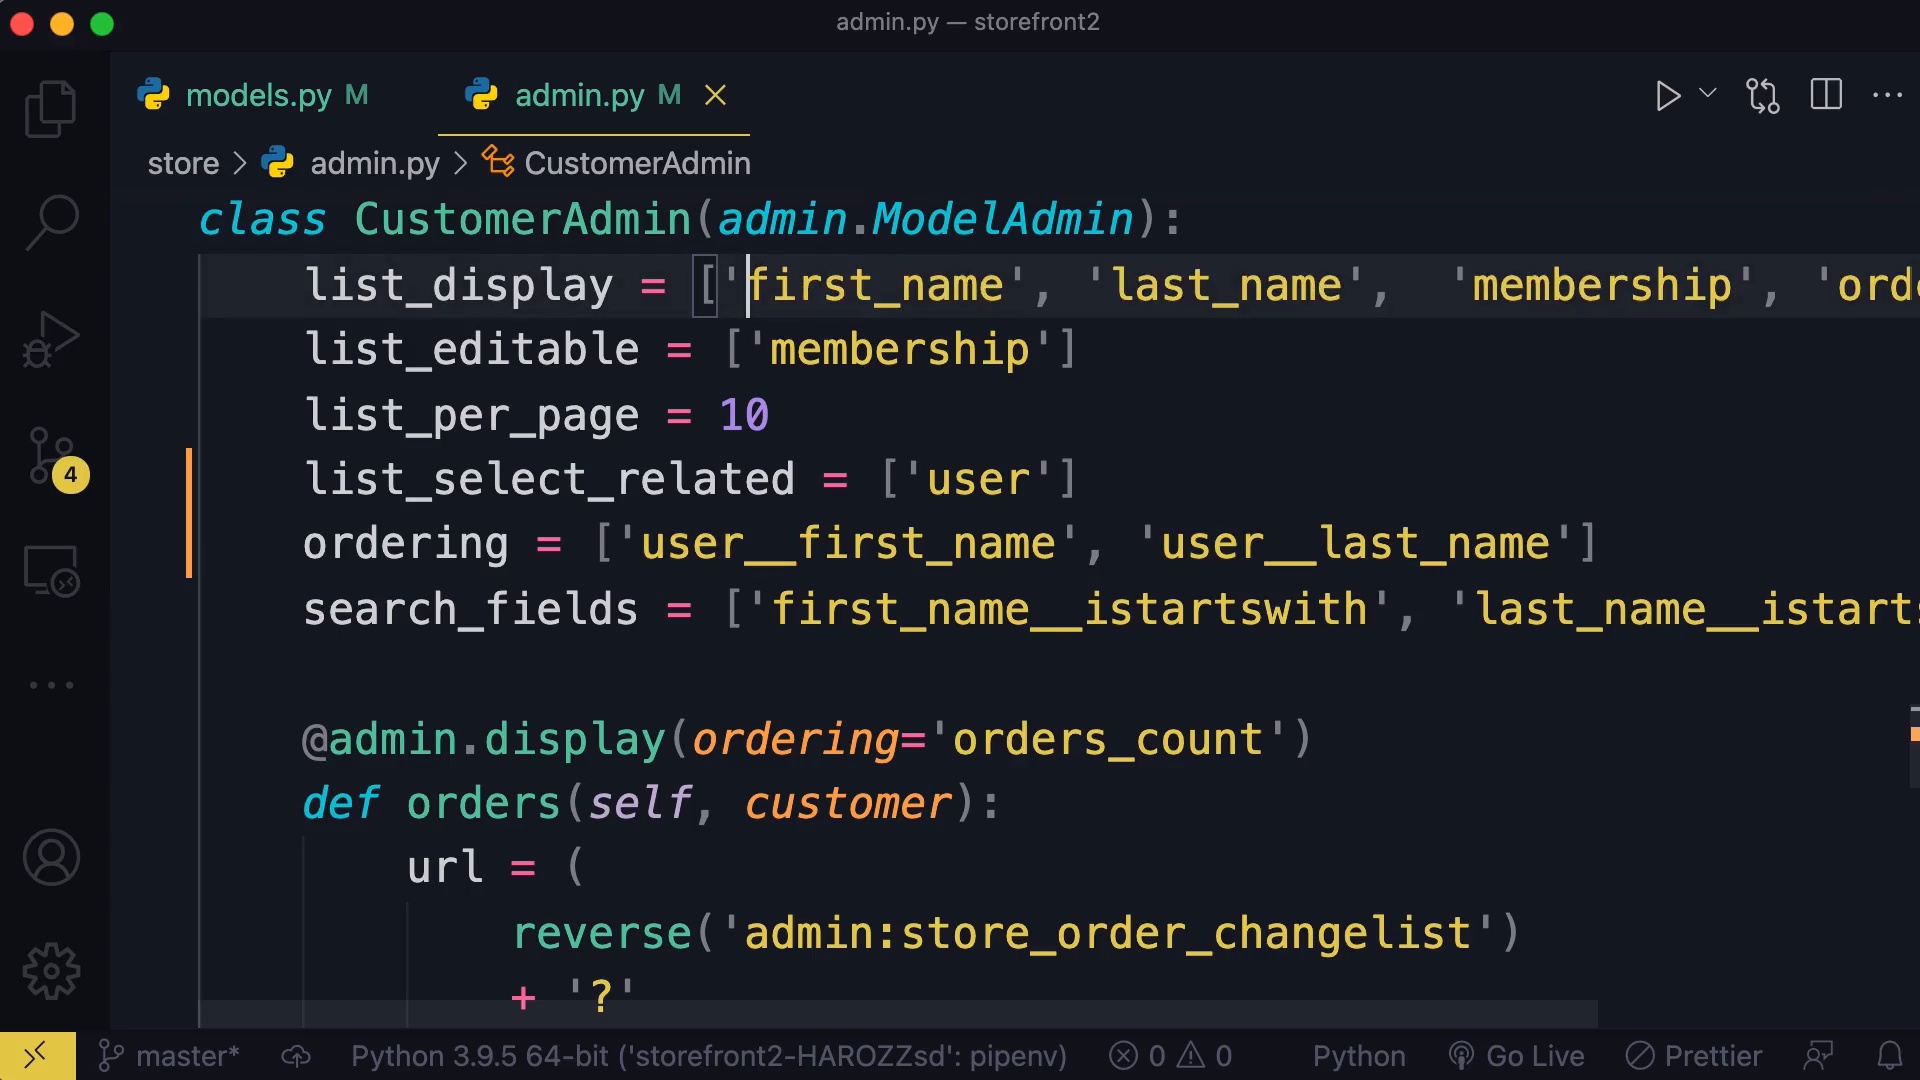 admin.py — storefront2
models.py M admin.py M
store > admin.py > CustomerAdmin
class CustomerAdmin(admin.ModelAdmin):
list_display = ['first_name', 'last_name',  'membership', 'ord
list_editable = ['membership']
list_per_page = 10
list_select_related = ['user']
ordering = ['user__first_name', 'user__last_name']
search_fields = ['first_name__istartswith', 'last_name__istarts
@admin.display(ordering='orders_count')
def orders(self, customer):
url = (
reverse('admin:store_order_changelist')
+ '?'
4
master* Python 3.9.5 64-bit ('storefront2-HAROZZsd': pipenv) 0 0 Python Go Live Prettier